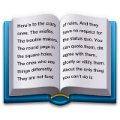 Here's to the crazy
ones. The misfits.
The trouble makers.
The round pegs in
the square holes.
The ones who see
things differently.
They are not fond
of rules, And they
have no respect for
the status quo. You
can quote them, dis
agree with them,
glorify or vilify them.
about the only thing
you can't do is